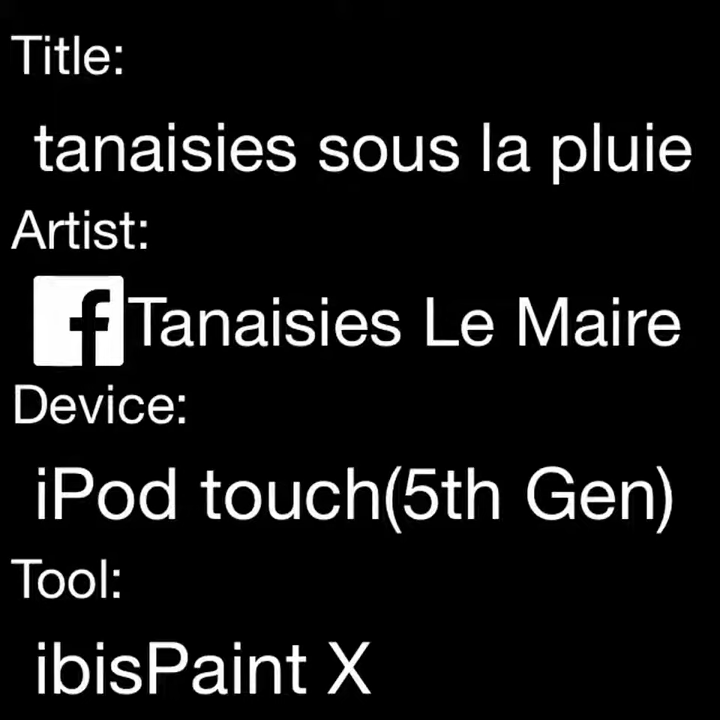 Title:
tanaisies sous la pluie
Artist:
Tanaisies Le Maire
Device:
iPod touch(5th Gen)
Tool:
ibisPaint X